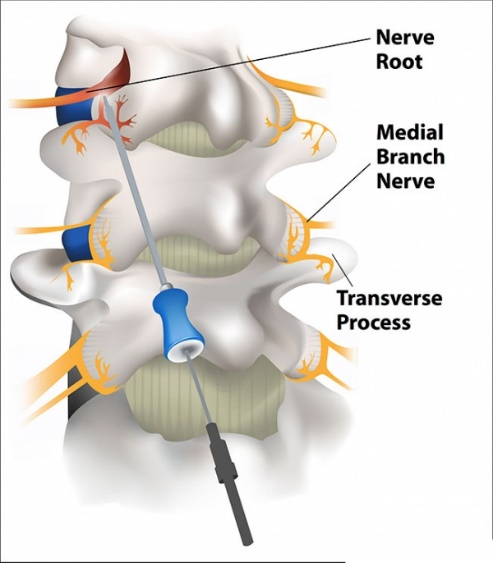 Nerve
Root
Medial
Branch
Nerve
Transverse
Process